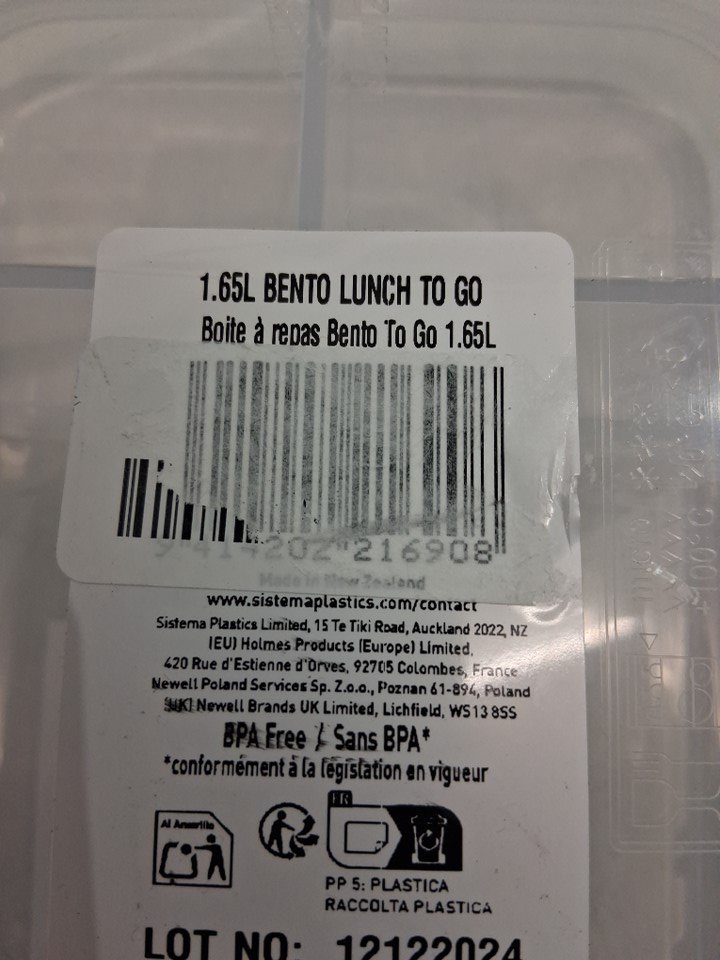 1.65L BENTO LUNCH TO GO
Boite à repas Bento To Go 1.65L
9 414202 216908
Made in New Zealand
www.sistemaplastics.com/contact
Sistema Plastics Limited, 15 Te Tiki Road, Auckland 2022, NZ
(EU) Holmes Products (Europe) Limited,
420 Rue d'Estienne d'Orves, 92705 Colombes, France
Newell Poland Services Sp. Z.o.o., Poznan 61-894, Poland
(UK) Newell Brands UK Limited, Lichfield, WS13 8SS
BPA Free / Sans BPA*
*conformément à la législation en vigueur
Al Amarillo
FR
PP 5: PLASTICA
RACCOLTA PLASTICA
LOT NO: 12122024